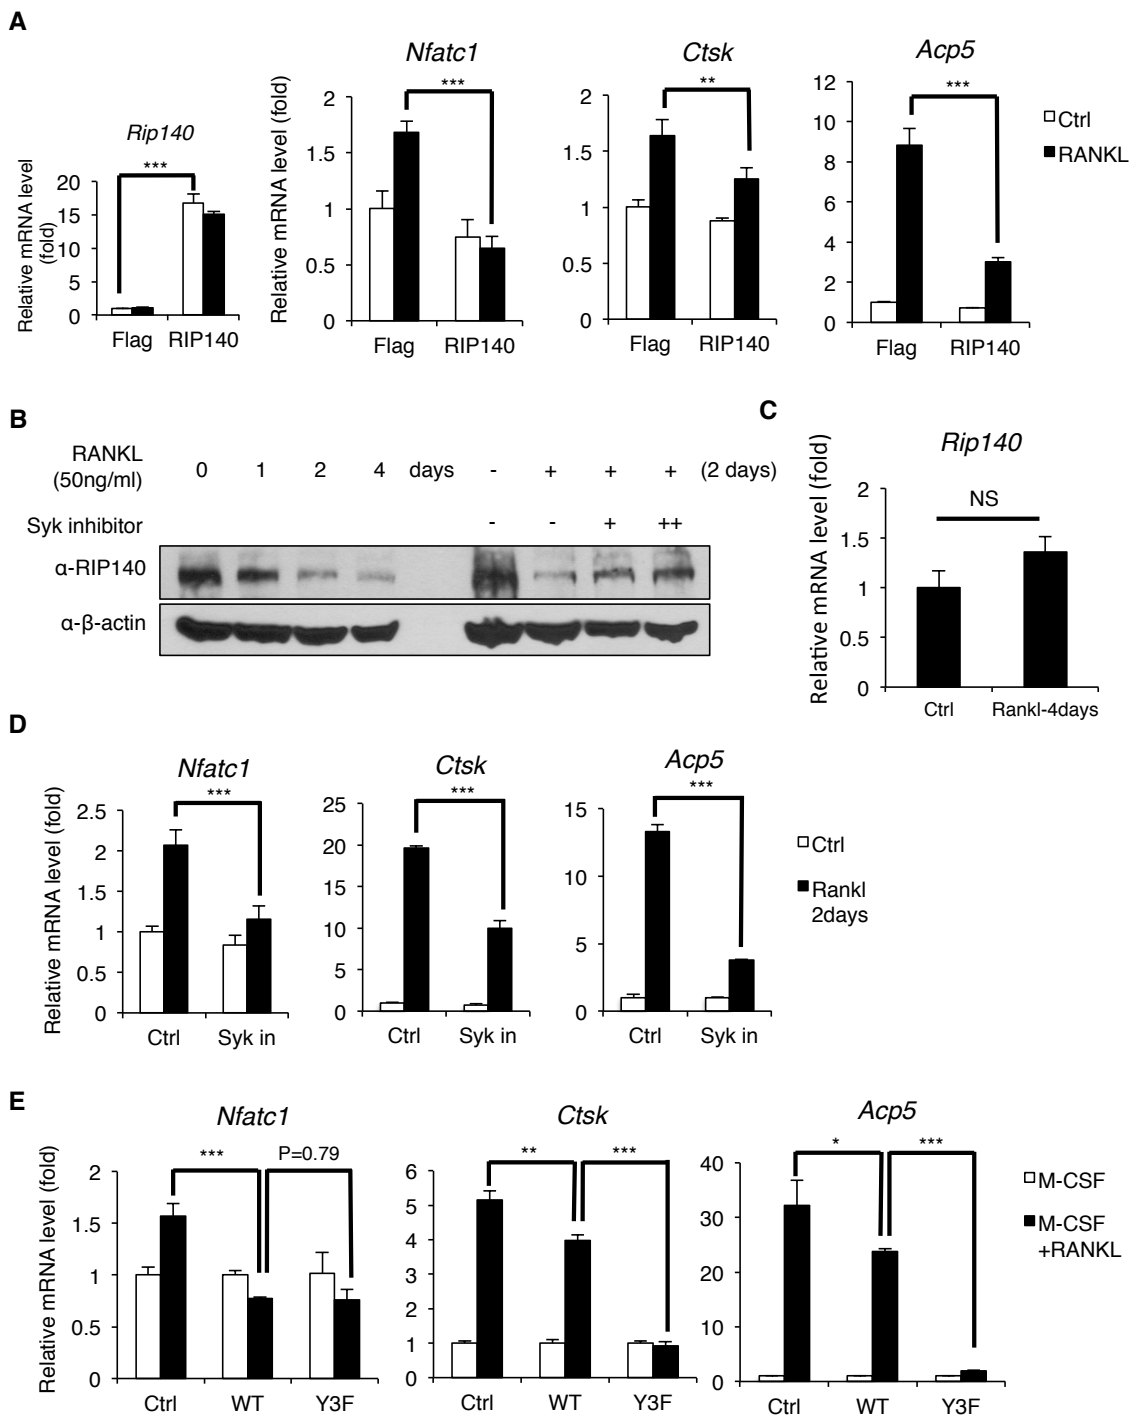 A
Rip140
Relative mRNA level
(fold)
***
20
15
10
5
0
Flag RIP140
Nfatc1
Relative mRNA level (fold)
***
2
1.5
1
0.5
0
Flag RIP140
Ctsk
**
2
1.5
1
0.5
0
Flag RIP140
Acp5
***
12
10
8
6
4
2
0
Flag RIP140
Ctrl
RANKL
B
RANKL
(50ng/ml)
0 1 2 4 days - + + + (2 days)
Syk inhibitor - - + ++
α-RIP140
α-β-actin
C
Rip140
Relative mRNA level (fold)
NS
2
1.5
1
0.5
0
Ctrl Rankl-4days
D
Nfatc1
Relative mRNA level (fold)
***
2.5
2
1.5
1
0.5
0
Ctrl Syk in
Ctsk
***
25
20
15
10
5
0
Ctrl Syk in
Acp5
***
15
10
5
0
Ctrl Syk in
Ctrl
Rankl
2days
E
Nfatc1
Relative mRNA level (fold)
*** P=0.79
2
1.5
1
0.5
0
Ctrl WT Y3F
Ctsk
** ***
6
5
4
3
2
1
0
Ctrl WT Y3F
Acp5
* ***
40
30
20
10
0
Ctrl WT Y3F
M-CSF
M-CSF
+RANKL